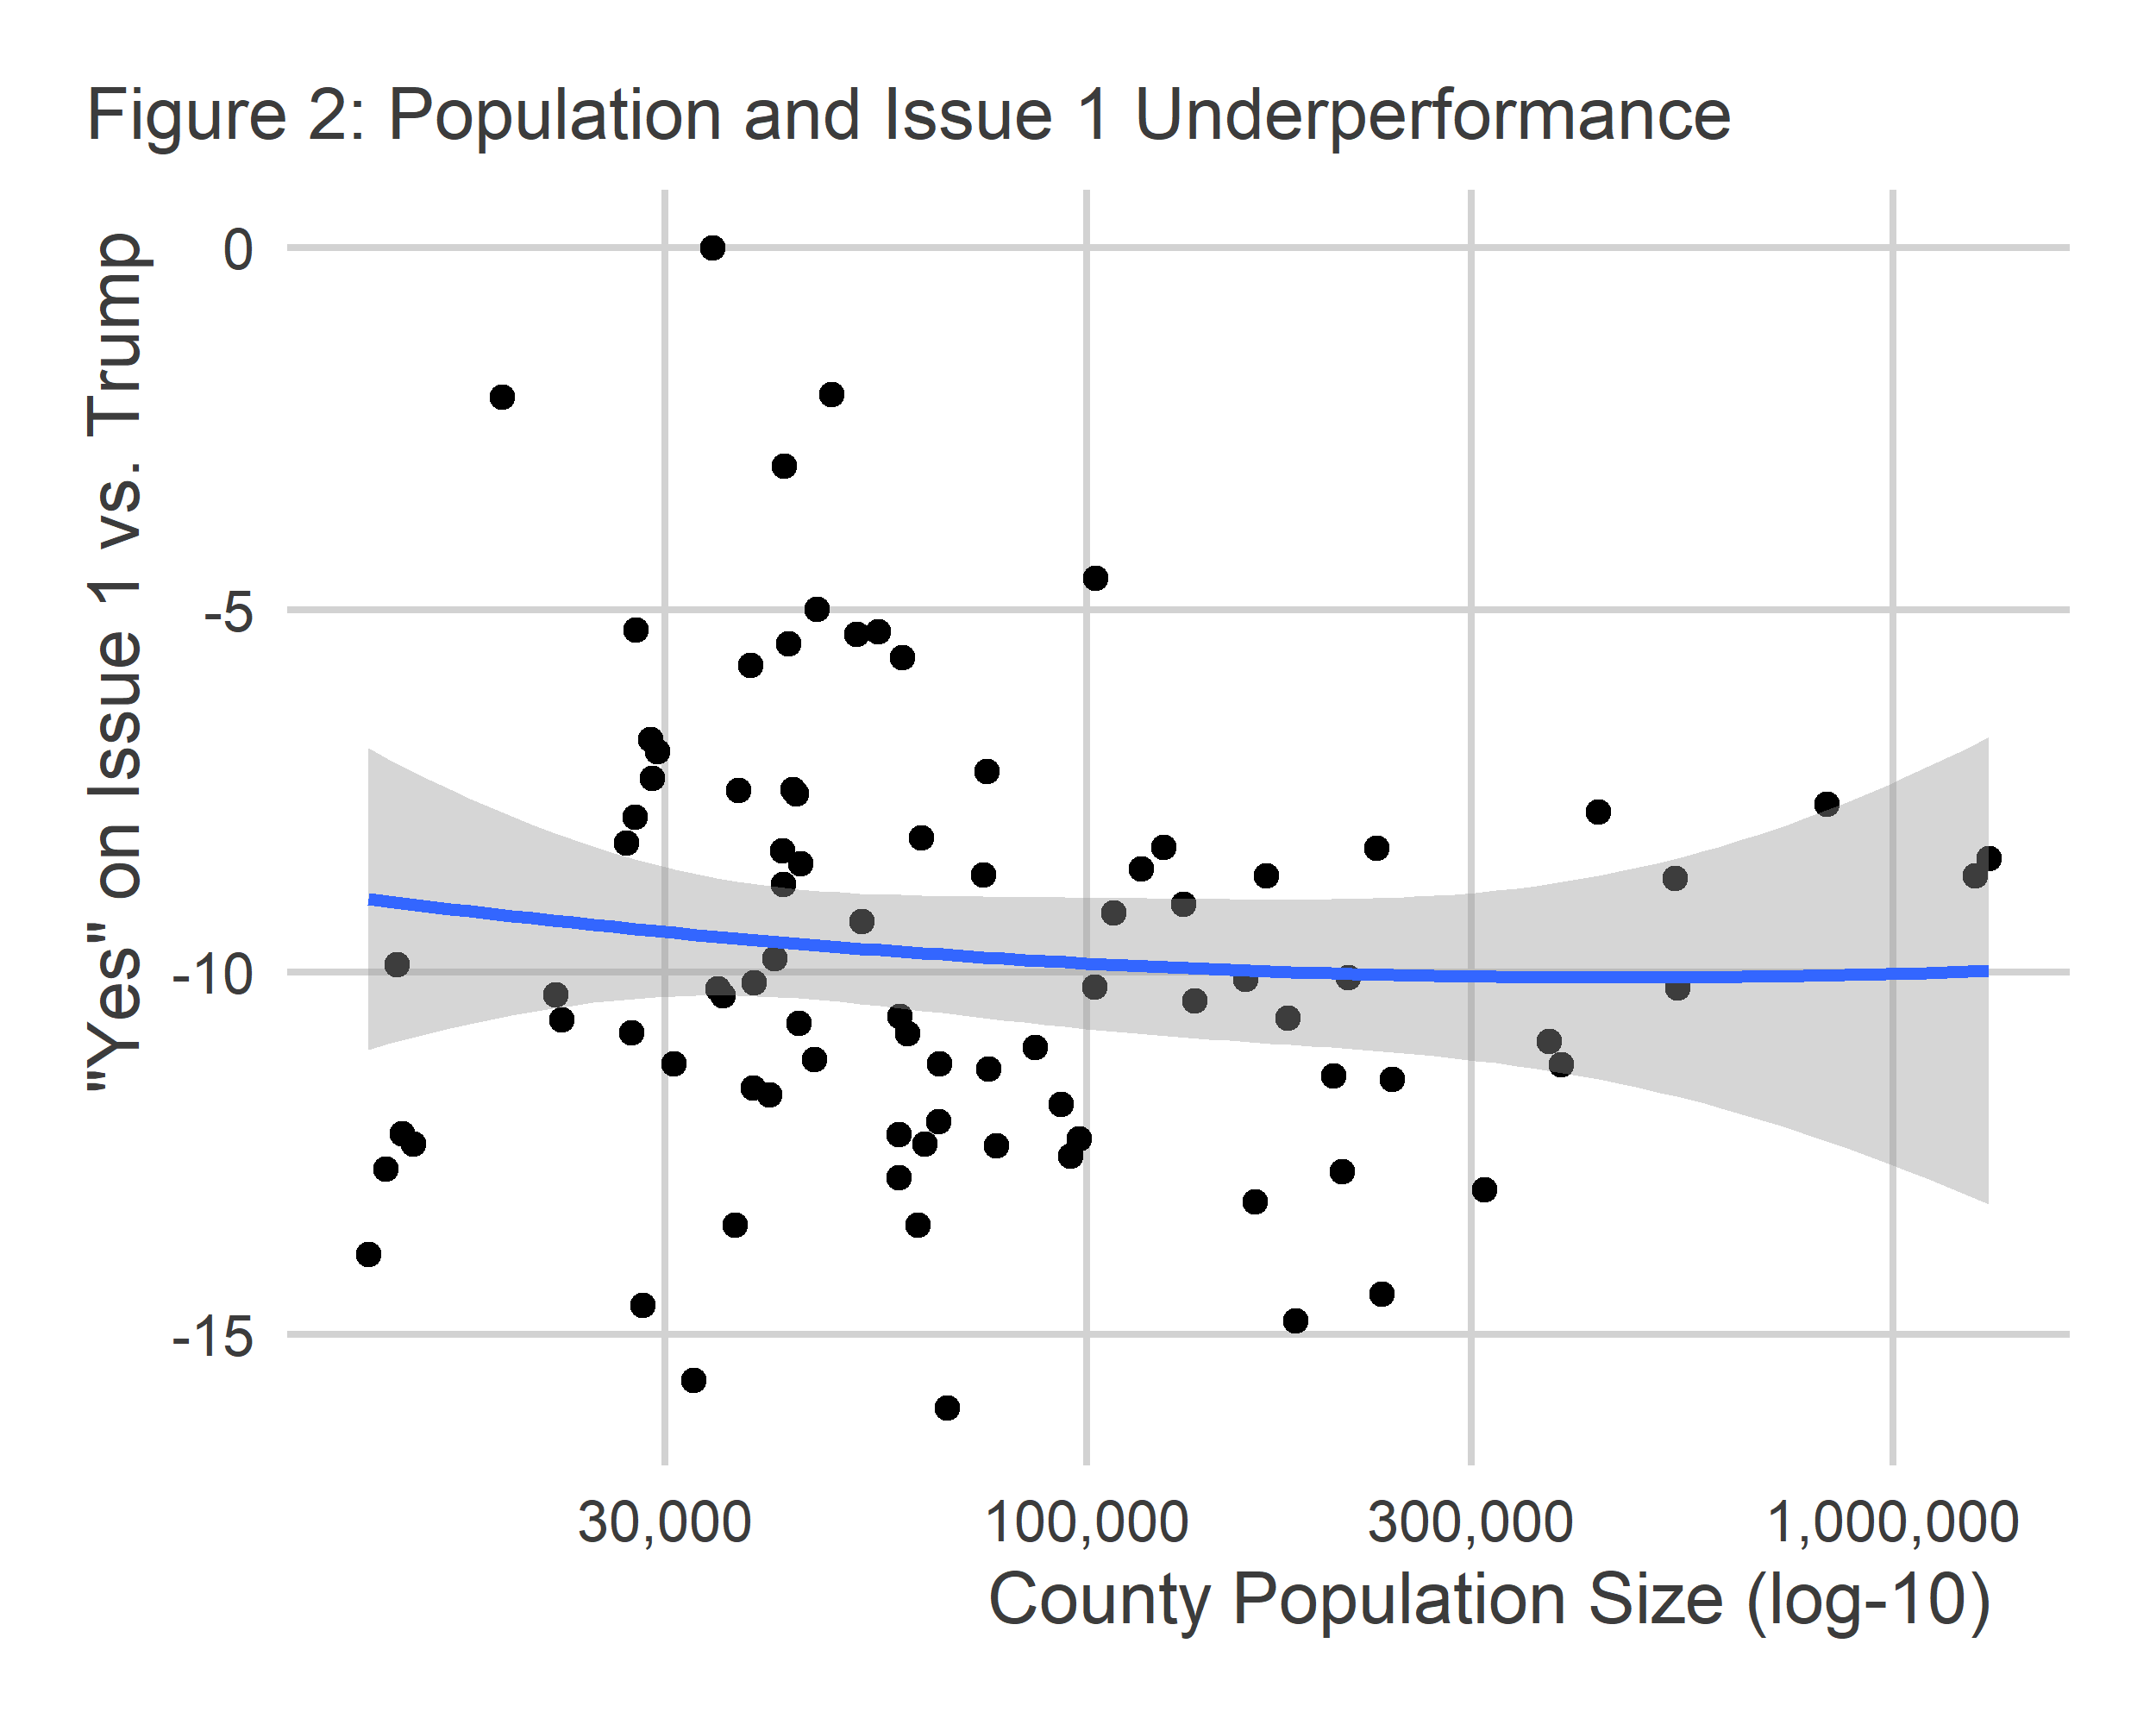 Figure 2: Population and Issue 1 Underperformance
"Yes" on Issue 1 vs. Trump
0
-5
-10
-15
30,000
100,000
300,000
1,000,000
County Population Size (log-10)